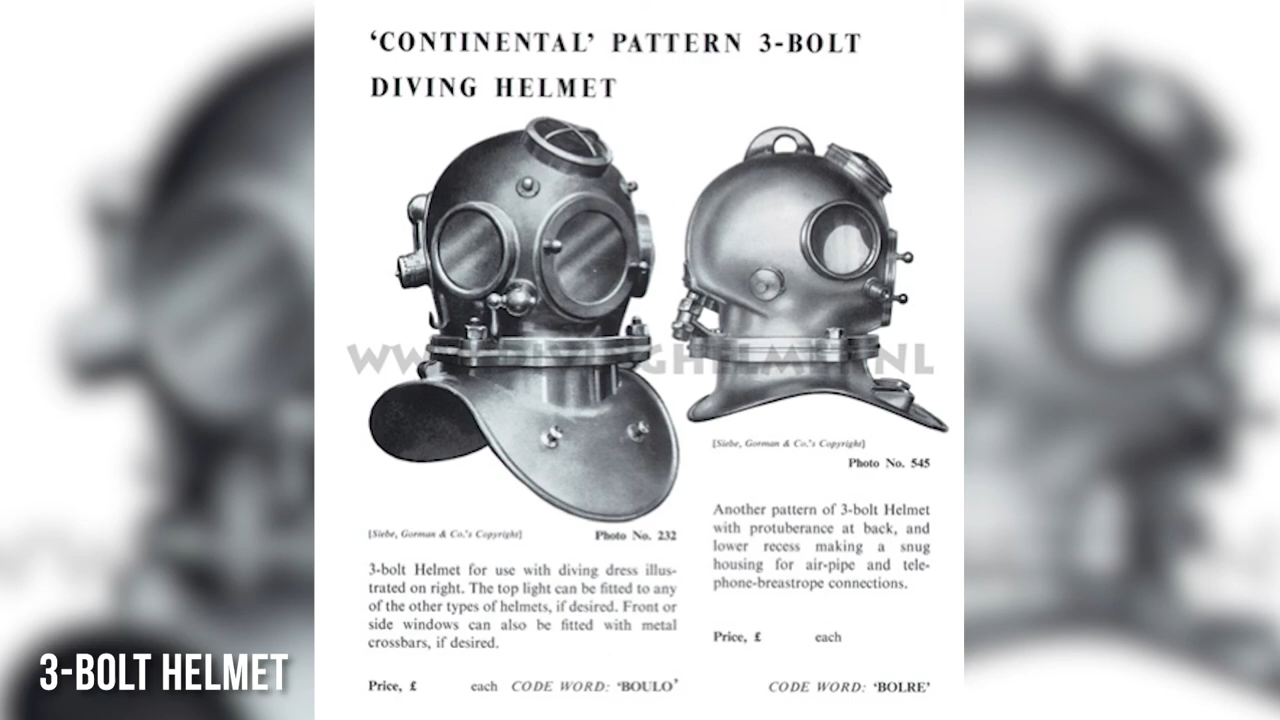 ‘CONTINENTAL’ PATTERN 3-BOLT
DIVING HELMET
WWW.DIVINGHELMET.NL
[Siebe, Gorman & Co.'s Copyright]
Photo No. 232
3-bolt Helmet for use with diving dress illus-
trated on right. The top light can be fitted to any
of the other types of helmets, if desired. Front or
side windows can also be fitted with metal
crossbars, if desired.
Price, £ each CODE WORD: ‘BOULO’
[Siebe, Gorman & Co.'s Copyright]
Photo No. 545
Another pattern of 3-bolt Helmet
with protuberance at back, and
lower recess making a snug
housing for air-pipe and tele-
phone-breastrope connections.
Price, £ each
CODE WORD: ‘BOLRE’
3-BOLT HELMET